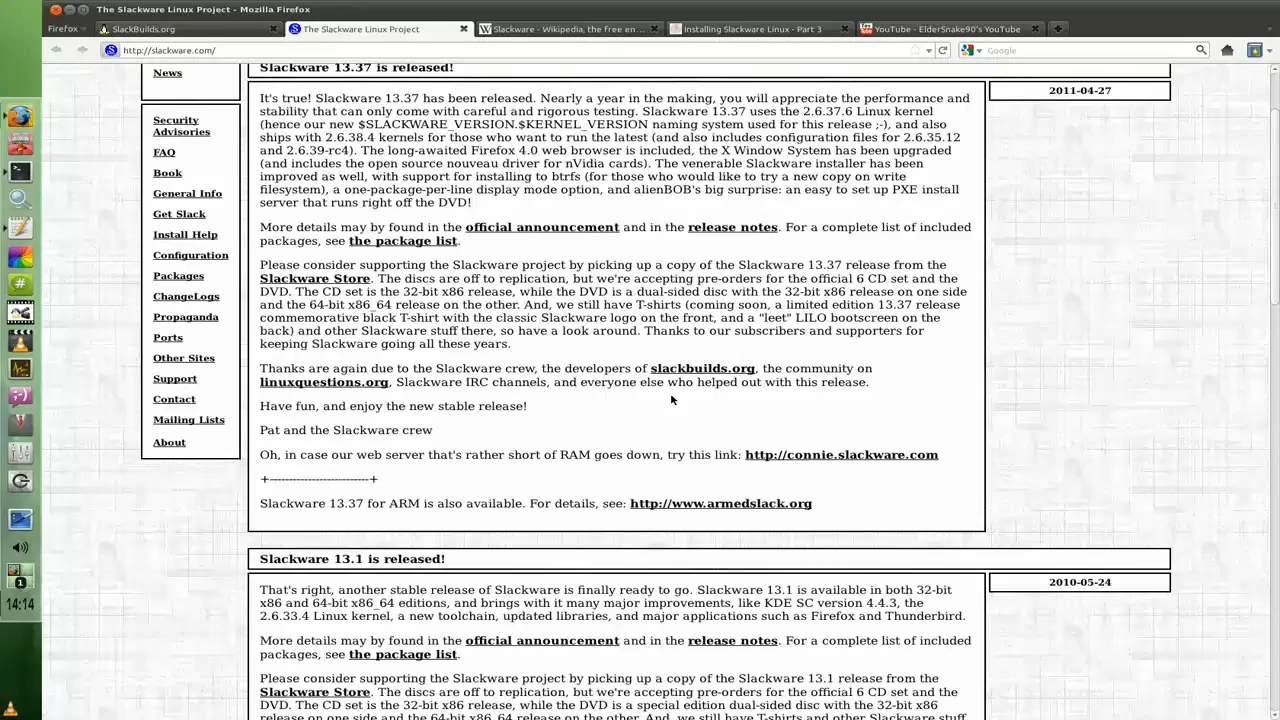 The Slackware Linux Project - Mozilla Firefox
Firefox
SlackBuilds.org
The Slackware Linux Project
Slackware - Wikipedia, the free en...
Installing Slackware Linux - Part 3
YouTube - ElderSnake90's YouTube
http://slackware.com/
Google
News
Security
Advisories
FAQ
Book
General Info
Get Slack
Install Help
Configuration
Packages
ChangeLogs
Propaganda
Ports
Other Sites
Support
Contact
Mailing Lists
About
Slackware 13.37 is released!
2011-04-27
It's true! Slackware 13.37 has been released. Nearly a year in the making, you will appreciate the performance and
stability that can only come with careful and rigorous testing. Slackware 13.37 uses the 2.6.37.6 Linux kernel
(hence our new $SLACKWARE_VERSION.$KERNEL_VERSION naming system used for this release ;-), and also
ships with 2.6.38.4 kernels for those who want to run the latest (and also includes configuration files for 2.6.35.12
and 2.6.39-rc4). The long-awaited Firefox 4.0 web browser is included, the X Window System has been upgraded
(and includes the open source nouveau driver for nVidia cards). The venerable Slackware installer has been
improved as well, with support for installing to btrfs (for those who would like to try a new copy on write
filesystem), a one-package-per-line display mode option, and alienBOB's big surprise: an easy to set up PXE install
server that runs right off the DVD!
More details may by found in the official announcement and in the release notes. For a complete list of included
packages, see the package list.
Please consider supporting the Slackware project by picking up a copy of the Slackware 13.37 release from the
Slackware Store. The discs are off to replication, but we're accepting pre-orders for the official 6 CD set and the
DVD. The CD set is the 32-bit x86 release, while the DVD is a dual-sided disc with the 32-bit x86 release on one side
and the 64-bit x86_64 release on the other. And, we still have T-shirts (coming soon, a limited edition 13.37 release
commemorative black T-shirt with the classic Slackware logo on the front, and a "leet" LILO bootscreen on the
back) and other Slackware stuff there, so have a look around. Thanks to our subscribers and supporters for
keeping Slackware going all these years.
Thanks are again due to the Slackware crew, the developers of slackbuilds.org, the community on
linuxquestions.org, Slackware IRC channels, and everyone else who helped out with this release.
Have fun, and enjoy the new stable release!
Pat and the Slackware crew
Oh, in case our web server that's rather short of RAM goes down, try this link: http://connie.slackware.com
+--------------------------+
Slackware 13.37 for ARM is also available. For details, see: http://www.armedslack.org
Slackware 13.1 is released!
2010-05-24
That's right, another stable release of Slackware is finally ready to go. Slackware 13.1 is available in both 32-bit
x86 and 64-bit x86_64 editions, and brings with it many major improvements, like KDE SC version 4.4.3, the
2.6.33.4 Linux kernel, a new toolchain, updated libraries, and major applications such as Firefox and Thunderbird.
More details may by found in the official announcement and in the release notes. For a complete list of included
packages, see the package list.
Please consider supporting the Slackware project by picking up a copy of the Slackware 13.1 release from the
Slackware Store. The discs are off to replication, but we're accepting pre-orders for the official 6 CD set and the
DVD. The CD set is the 32-bit x86 release, while the DVD is a special edition dual-sided disc with the 32-bit x86
release on one side and the 64-bit x86_64 release on the other. And, we still have T-shirts and other Slackware stuff
1
14:14